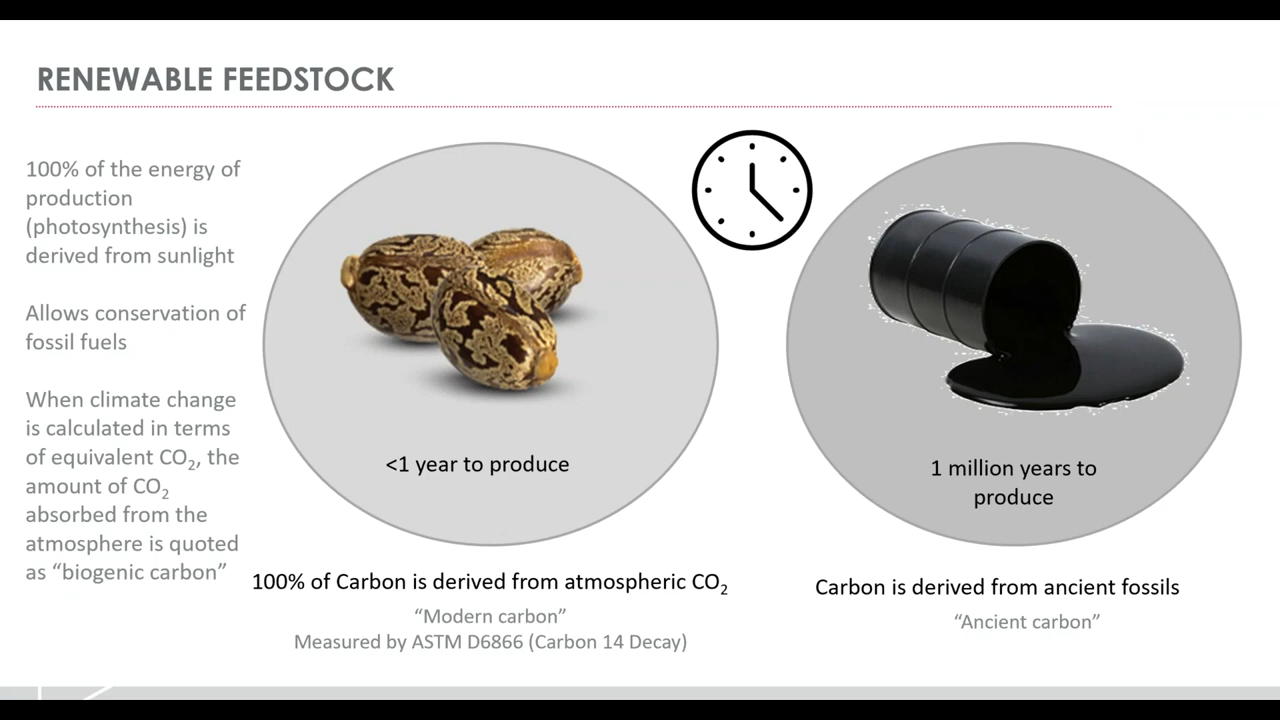 RENEWABLE FEEDSTOCK
100% of the energy of
production
(photosynthesis) is
derived from sunlight
Allows conservation of
fossil fuels
When climate change
is calculated in terms
of equivalent CO₂, the
amount of CO₂
absorbed from the
atmosphere is quoted
as “biogenic carbon”
<1 year to produce
100% of Carbon is derived from atmospheric CO₂
“Modern carbon”
Measured by ASTM D6866 (Carbon 14 Decay)
1 million years to
produce
Carbon is derived from ancient fossils
“Ancient carbon”